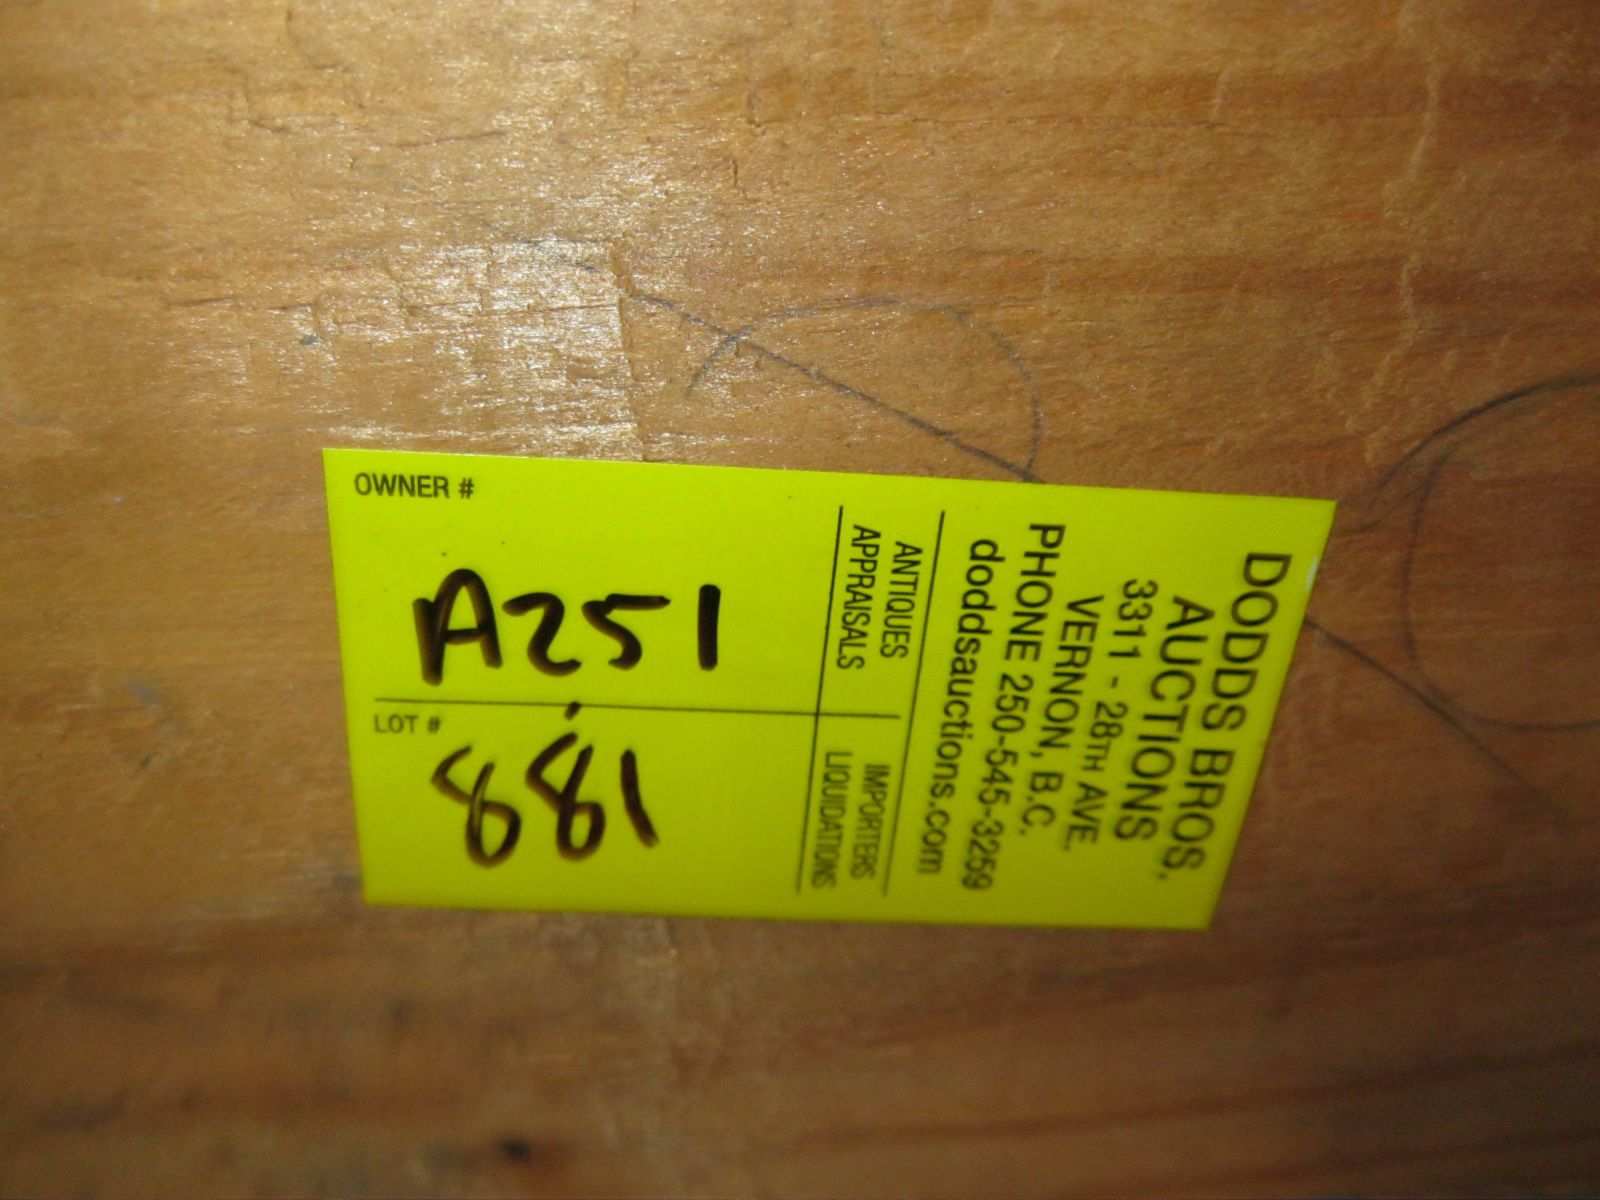 DODDS BROS,
AUCTIONS
3311 - 28TH AVE.
VERNON, B.C.
PHONE 250-545-3259
doddsauctions.com
ANTIQUES IMPORTERS
APPRAISALS LIQUIDATIONS
OWNER #
A251
LOT #
881